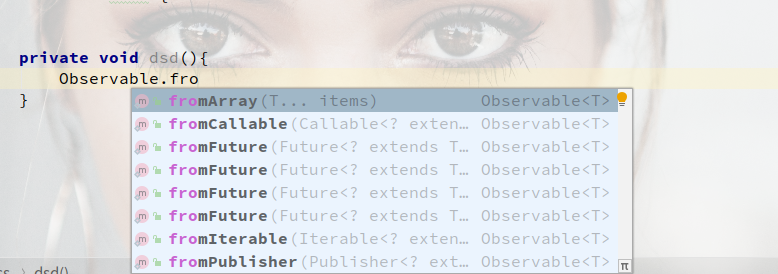 {
private void dsd(){
Observable.fro
}
fromArray(T... items) Observable<T>
fromCallable(Callable<? exten… Observable<T>
fromFuture(Future<? extends T… Observable<T>
fromFuture(Future<? extends T… Observable<T>
fromFuture(Future<? extends T… Observable<T>
fromFuture(Future<? extends T… Observable<T>
fromIterable(Iterable<? exten… Observable<T>
fromPublisher(Publisher<? ext… Observable<T>
π
dsd()